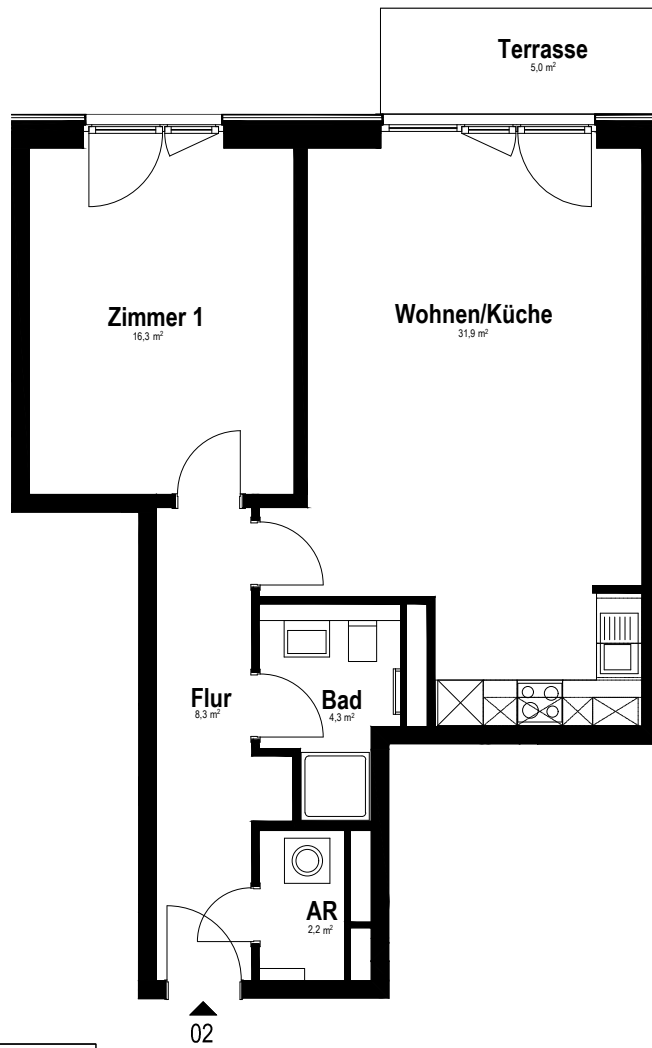 Terrasse
5,0 m²
Zimmer 1
16,3 m²
Wohnen/Küche
31,9 m²
Flur
8,3 m²
Bad
4,3 m²
AR
2,2 m²
02